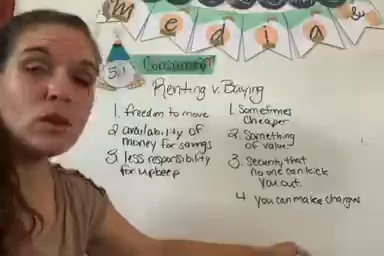 media &
5.1 Consumerism
Renting v. Buying
1. freedom to move
2. availability of
money for savings
3. less responsibility
for upkeep
1. Sometimes
cheaper
2. Something
of value
3. Security that
no one can kick
you out.
4. you can make changes